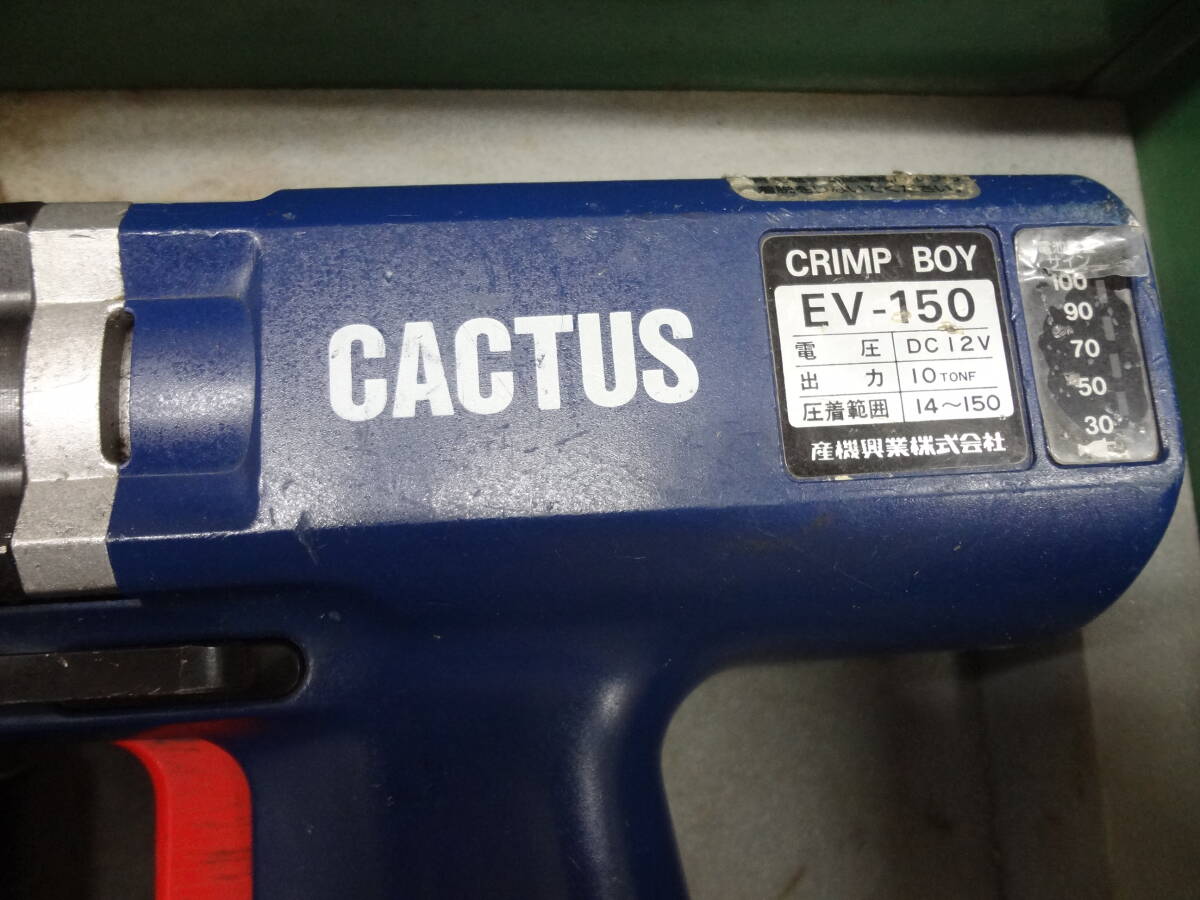 CACTUS
CRIMP BOY
EV-150
電圧 DC12V
出力 10TONF
圧着範囲 14～150
産機興業株式会社
100
90
70
50
30